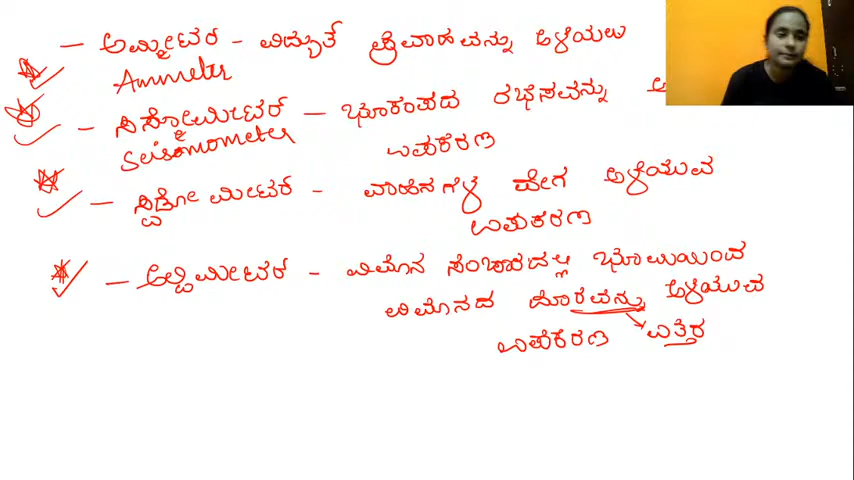 - ಅಮ್ಮೀಟರ - ವಿದ್ಯುತ್ ಪ್ರವಾಹವನ್ನು ಅಳೆಯಲು
Ammeter
- ಸಿಸ್ಮೋಮೀಟರ್ - ಭೂಕಂಪದ ರಭಸವನ್ನು ಅ
Seismometer ಉಪಕರಣ
- ಸ್ಪಿಡೋಮೀಟರ್ - ವಾಹನಗಳ ವೇಗ ಅಳೆಯುವ
ಉಪಕರಣ
- ಅಲ್ಟಿಮೀಟರ್ - ವಿಮಾನ ಸಂಚಾರದಲ್ಲಿ ಭೂಮಿಯಿಂದ
ವಿಮಾನದ ದೂರವನ್ನು ಅಳೆಯುವ
ಉಪಕರಣ ಎತ್ತರ